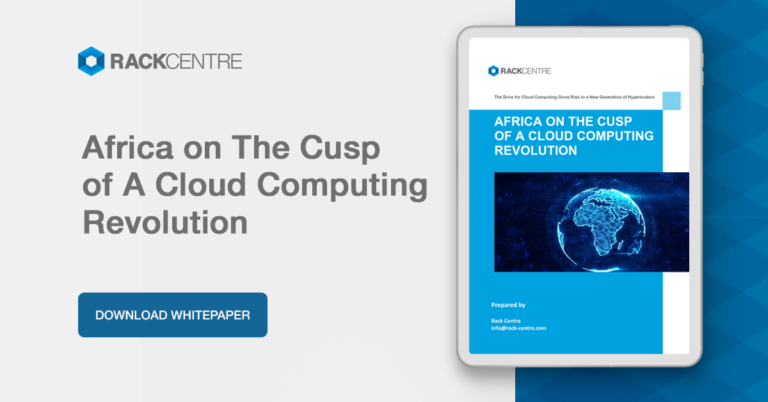 RACKCENTRE
Africa on The Cusp
of A Cloud Computing
Revolution
DOWNLOAD WHITEPAPER
RACKCENTRE
The Drive for Cloud Computing Gives Rise to a New Generation of Hyperscalers
AFRICA ON THE CUSP
OF A CLOUD COMPUTING
REVOLUTION
Prepared by
Rack Centre
info@rack-centre.com